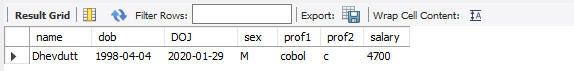 Result Grid Filter Rows: Export: Wrap Cell Content: IA
name dob DOJ sex prof1 prof2 salary
Dhevdutt 1998-04-04 2020-01-29 M cobol c 4700